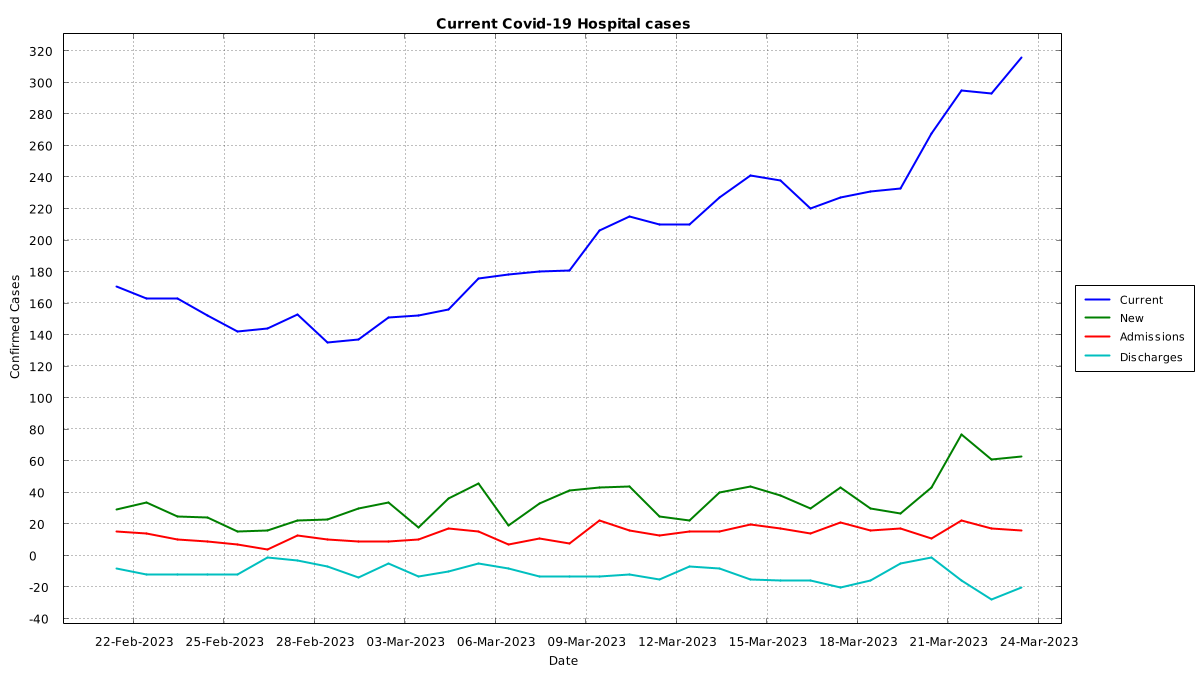 Current Covid-19 Hospital cases
320
300
280
260
240
220
200
180
160
140
120
100
80
60
40
20
0
-20
-40
Confirmed Cases
22-Feb-2023 25-Feb-2023 28-Feb-2023 03-Mar-2023 06-Mar-2023 09-Mar-2023 12-Mar-2023 15-Mar-2023 18-Mar-2023 21-Mar-2023 24-Mar-2023
Date
Current
New
Admissions
Discharges